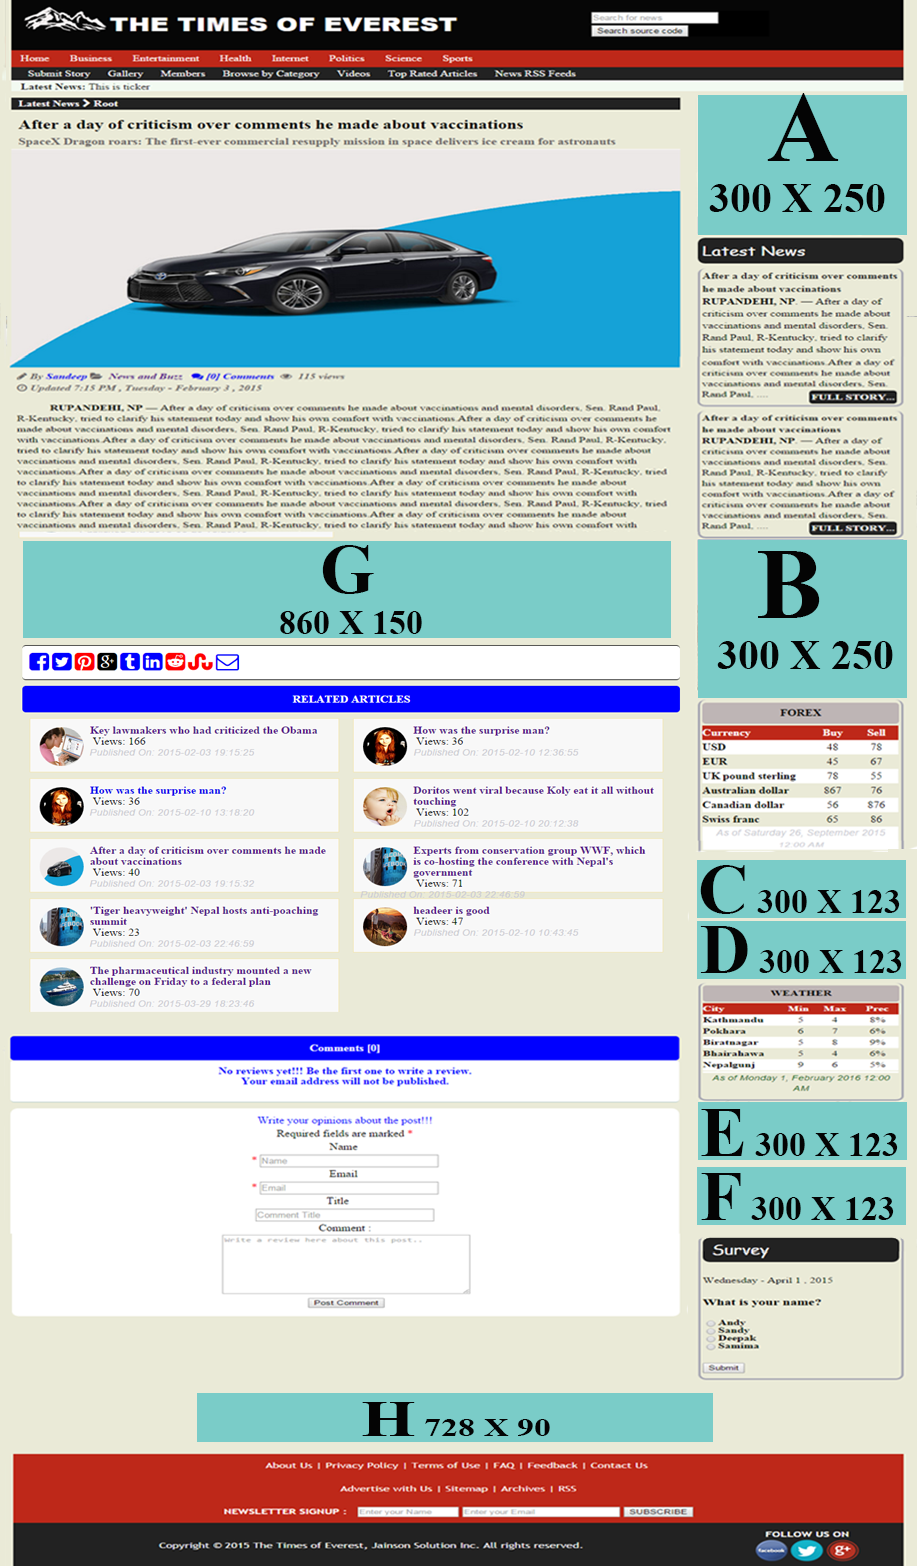 THE TIMES OF EVEREST
Search for news
Search source code
Home Business Entertainment Health Internet Politics Science Sports
Submit Story Gallery Members Browse by Category Videos Top Rated Articles News RSS Feeds
Latest News: This is ticker
Latest News > Root
After a day of criticism over comments he made about vaccinations
SpaceX Dragon roars: The first-ever commercial resupply mission in space delivers ice cream for astronauts
By Sandeep News and Buzz [0] Comments 115 views
Updated 7:15 PM , Tuesday - February 3 , 2015
RUPANDEHI, NP — After a day of criticism over comments he made about vaccinations and mental disorders, Sen. Rand Paul,
R-Kentucky, tried to clarify his statement today and show his own comfort with vaccinations.After a day of criticism over comments he
made about vaccinations and mental disorders, Sen. Rand Paul, R-Kentucky, tried to clarify his statement today and show his own comfort
with vaccinations.After a day of criticism over comments he made about vaccinations and mental disorders, Sen. Rand Paul, R-Kentucky,
tried to clarify his statement today and show his own comfort with vaccinations.After a day of criticism over comments he made about
vaccinations and mental disorders, Sen. Rand Paul, R-Kentucky, tried to clarify his statement today and show his own comfort with
vaccinations.After a day of criticism over comments he made about vaccinations and mental disorders, Sen. Rand Paul, R-Kentucky, tried
to clarify his statement today and show his own comfort with vaccinations.After a day of criticism over comments he made about
vaccinations and mental disorders, Sen. Rand Paul, R-Kentucky, tried to clarify his statement today and show his own comfort with
vaccinations.After a day of criticism over comments he made about vaccinations and mental disorders, Sen. Rand Paul, R-Kentucky, tried
to clarify his statement today and show his own comfort with vaccinations.After a day of criticism over comments he made about
vaccinations and mental disorders, Sen. Rand Paul, R-Kentucky, tried to clarify his statement today and show his own comfort with
G
860 X 150
RELATED ARTICLES
Key lawmakers who had criticized the Obama
Views: 166
Published On: 2015-02-03 19:15:25
How was the surprise man?
Views: 36
Published On: 2015-02-10 12:36:55
How was the surprise man?
Views: 36
Published On: 2015-02-10 13:18:20
Doritos went viral because Koly eat it all without
touching
Views: 102
Published On: 2015-02-10 20:12:38
After a day of criticism over comments he made
about vaccinations
Views: 40
Published On: 2015-02-03 19:15:32
Experts from conservation group WWF, which
is co-hosting the conference with Nepal's
government
Views: 71
Published On: 2015-02-03 22:46:59
'Tiger heavyweight' Nepal hosts anti-poaching
summit
Views: 23
Published On: 2015-02-03 22:46:59
headeer is good
Views: 47
Published On: 2015-02-10 10:43:45
The pharmaceutical industry mounted a new
challenge on Friday to a federal plan
Views: 70
Published On: 2015-03-29 18:23:46
Comments [0]
No reviews yet!!! Be the first one to write a review.
Your email address will not be published.
Write your opinions about the post!!!
Required fields are marked *
Name
* Name
Email
* Email
Title
Comment Title
Comment :
Write a review here about this post..
Post Comment
A
300 X 250
Latest News
After a day of criticism over comments
he made about vaccinations
RUPANDEHI, NP. — After a day of
criticism over comments he made about
vaccinations and mental disorders, Sen.
Rand Paul, R-Kentucky, tried to clarify
his statement today and show his own
comfort with vaccinations.After a day of
criticism over comments he made about
vaccinations and mental disorders, Sen.
Rand Paul, ....
FULL STORY...
After a day of criticism over comments
he made about vaccinations
RUPANDEHI, NP. — After a day of
criticism over comments he made about
vaccinations and mental disorders, Sen.
Rand Paul, R-Kentucky, tried to clarify
his statement today and show his own
comfort with vaccinations.After a day of
criticism over comments he made about
vaccinations and mental disorders, Sen.
Rand Paul, ....
FULL STORY...
B
300 X 250
FOREX
Currency Buy Sell
USD 48 78
EUR 45 67
UK pound sterling 78 55
Australian dollar 867 76
Canadian dollar 56 876
Swiss franc 65 86
As of Saturday 26, September 2015
12:00 AM
C 300 X 123
D 300 X 123
WEATHER
City Min Max Prec
Kathmandu 5 4 8%
Pokhara 6 7 6%
Biratnagar 5 8 9%
Bhairahawa 5 4 6%
Nepalgunj 9 6 5%
As of Monday 1, February 2016 12:00
AM
E 300 X 123
F 300 X 123
Survey
Wednesday - April 1 , 2015
What is your name?
Andy
Sandy
Deepak
Samima
Submit
H 728 X 90
About Us | Privacy Policy | Terms of Use | FAQ | Feedback | Contact Us
Advertise with Us | Sitemap | Archives | RSS
NEWSLETTER SIGNUP : Enter your Name Enter your Email SUBSCRIBE
Copyright © 2015 The Times of Everest, Jainson Solution Inc. All rights reserved.
FOLLOW US ON
facebook g+